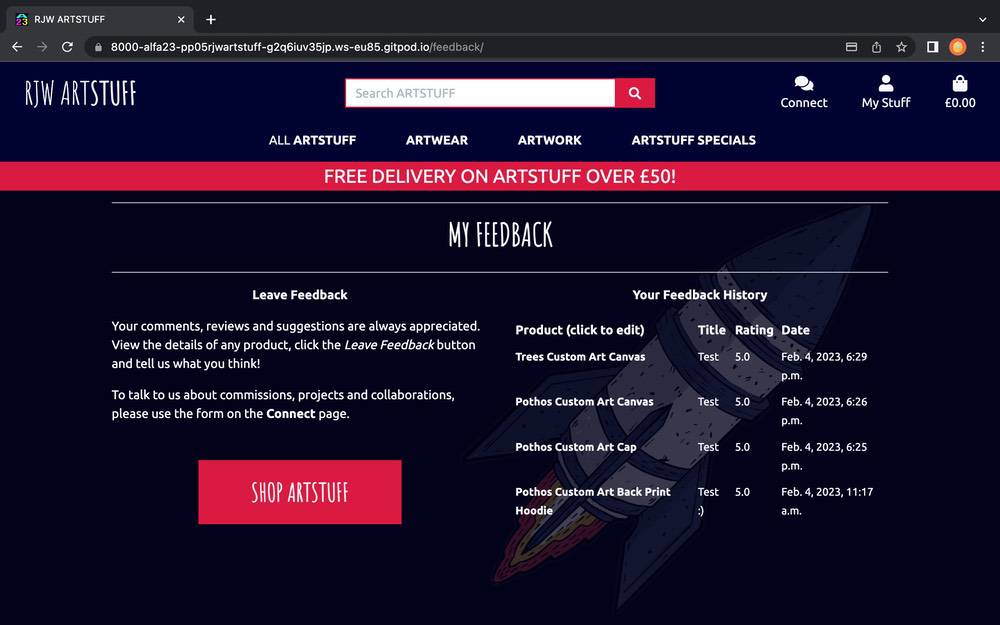 RJW ARTSTUFF
8000-alfa23-pp05rjwartstuff-g2q6iuv35jp.ws-eu85.gitpod.io/feedback/
RJW ARTSTUFF
Search ARTSTUFF
Connect
My Stuff
£0.00
ALL ARTSTUFF
ARTWEAR
ARTWORK
ARTSTUFF SPECIALS
FREE DELIVERY ON ARTSTUFF OVER £50!
MY FEEDBACK
Leave Feedback
Your comments, reviews and suggestions are always appreciated.
View the details of any product, click the Leave Feedback button
and tell us what you think!
To talk to us about commissions, projects and collaborations,
please use the form on the Connect page.
SHOP ARTSTUFF
Your Feedback History
Product (click to edit) Title Rating Date
Trees Custom Art Canvas Test 5.0 Feb. 4, 2023, 6:29
p.m.
Pothos Custom Art Canvas Test 5.0 Feb. 4, 2023, 6:26
p.m.
Pothos Custom Art Cap Test 5.0 Feb. 4, 2023, 6:25
p.m.
Pothos Custom Art Back Print Test 5.0 Feb. 4, 2023, 11:17
Hoodie :) a.m.